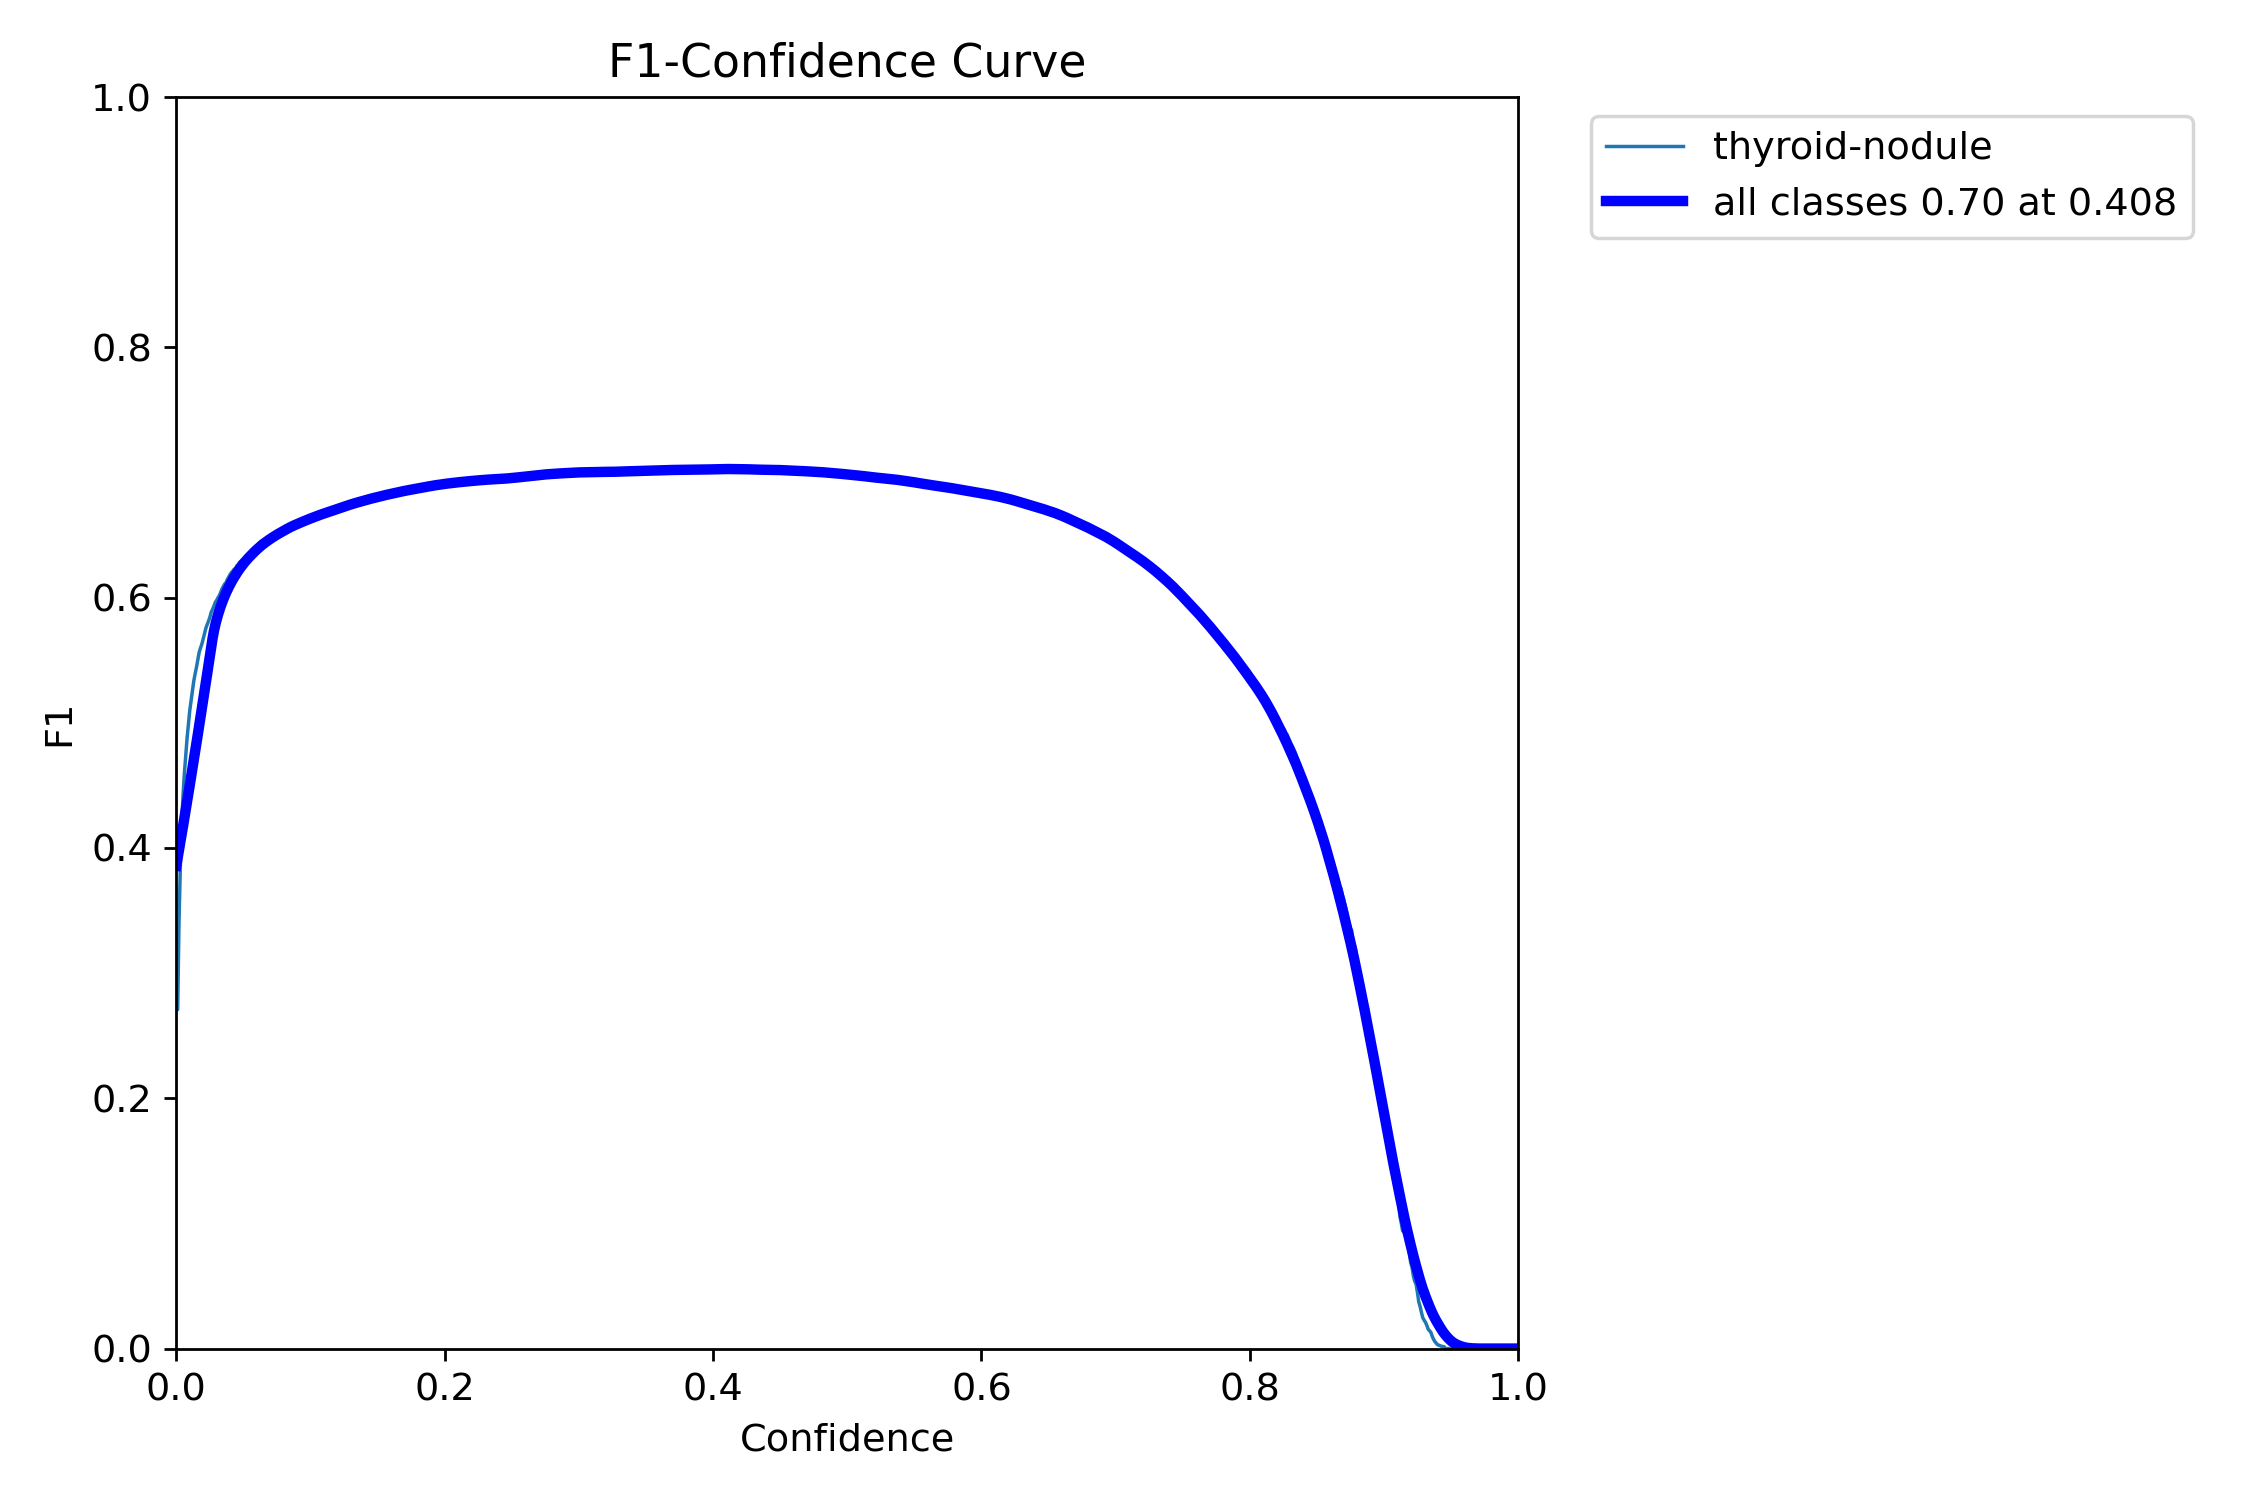 F1-Confidence Curve
1.0
0.8
0.6
0.4
0.2
0.0
F1
0.0 0.2 0.4 0.6 0.8 1.0
Confidence
thyroid-nodule
all classes 0.70 at 0.408